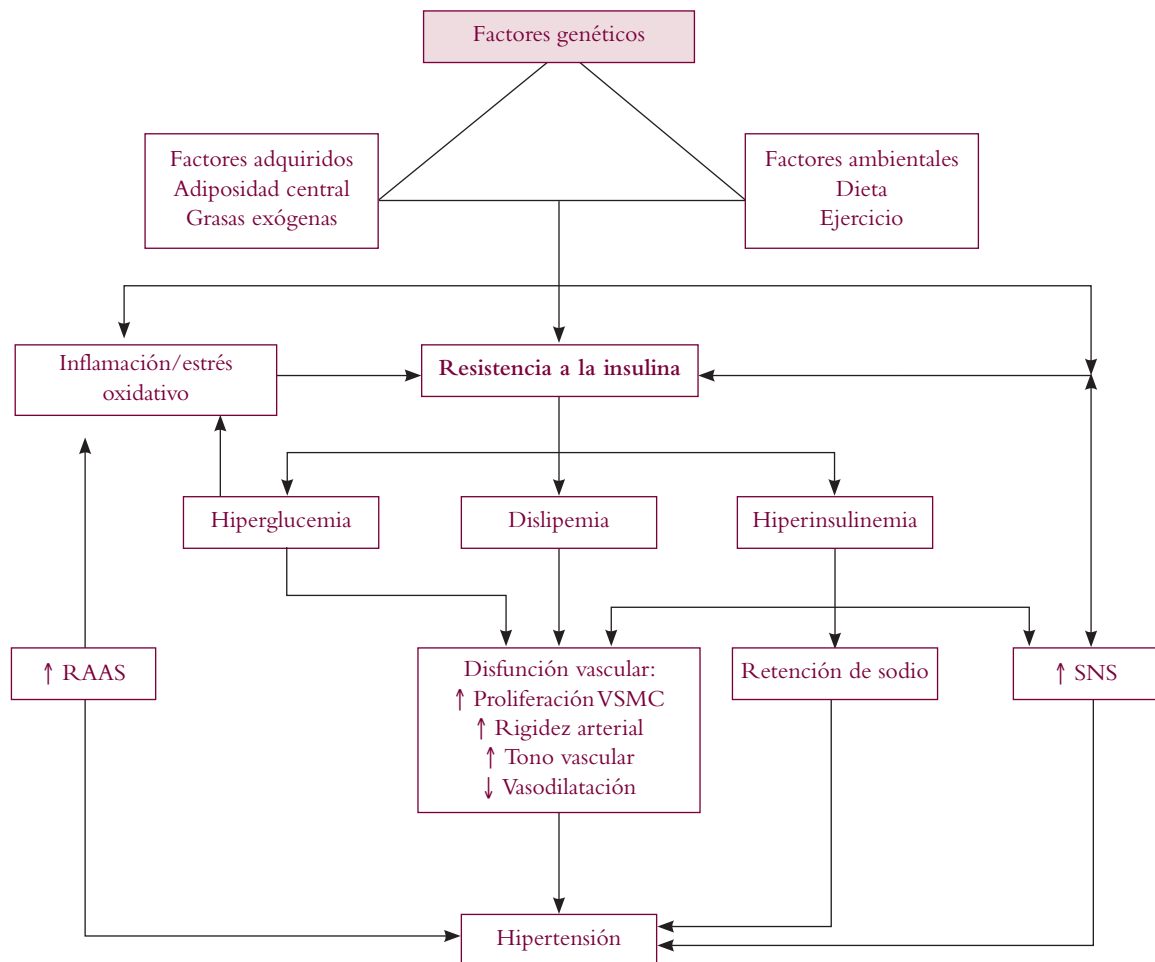 Factores genéticos
Factores adquiridos
Adiposidad central
Grasas exógenas
Factores ambientales
Dieta
Ejercicio
Inflamación/estrés
oxidativo
Resistencia a la insulina
Hiperglucemia
Dislipemia
Hiperinsulinemia
↑ RAAS
Disfunción vascular:
↑ Proliferación VSMC
↑ Rigidez arterial
↑ Tono vascular
↓ Vasodilatación
Retención de sodio
↑ SNS
Hipertensión